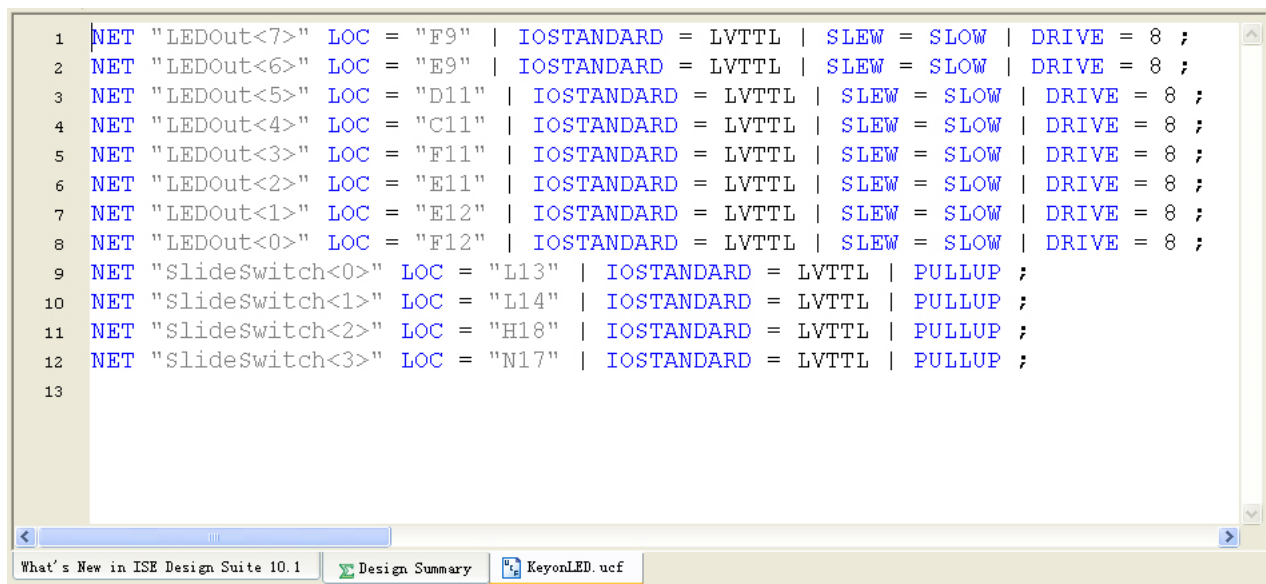 1 NET "LEDOut<7>" LOC = "F9" | IOSTANDARD = LVTTL | SLEW = SLOW | DRIVE = 8 ;
2 NET "LEDOut<6>" LOC = "E9" | IOSTANDARD = LVTTL | SLEW = SLOW | DRIVE = 8 ;
3 NET "LEDOut<5>" LOC = "D11" | IOSTANDARD = LVTTL | SLEW = SLOW | DRIVE = 8 ;
4 NET "LEDOut<4>" LOC = "C11" | IOSTANDARD = LVTTL | SLEW = SLOW | DRIVE = 8 ;
5 NET "LEDOut<3>" LOC = "F11" | IOSTANDARD = LVTTL | SLEW = SLOW | DRIVE = 8 ;
6 NET "LEDOut<2>" LOC = "E11" | IOSTANDARD = LVTTL | SLEW = SLOW | DRIVE = 8 ;
7 NET "LEDOut<1>" LOC = "E12" | IOSTANDARD = LVTTL | SLEW = SLOW | DRIVE = 8 ;
8 NET "LEDOut<0>" LOC = "F12" | IOSTANDARD = LVTTL | SLEW = SLOW | DRIVE = 8 ;
9 NET "SlideSwitch<0>" LOC = "L13" | IOSTANDARD = LVTTL | PULLUP ;
10 NET "SlideSwitch<1>" LOC = "L14" | IOSTANDARD = LVTTL | PULLUP ;
11 NET "SlideSwitch<2>" LOC = "H18" | IOSTANDARD = LVTTL | PULLUP ;
12 NET "SlideSwitch<3>" LOC = "N17" | IOSTANDARD = LVTTL | PULLUP ;
13
What's New in ISE Design Suite 10.1 Design Summary KeyonLED.ucf